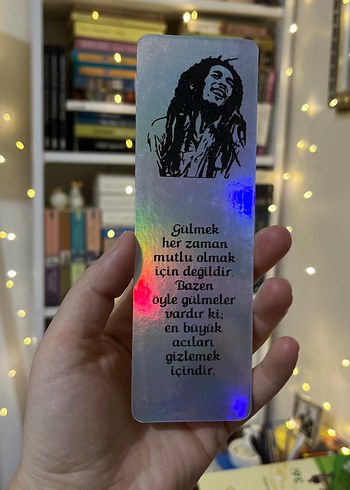 Gülmek
her zaman
mutlu olmak
için değildir.
Bazen
öyle gülmeler
vardır ki;
en büyük
acıları
gizlemek
içindir.